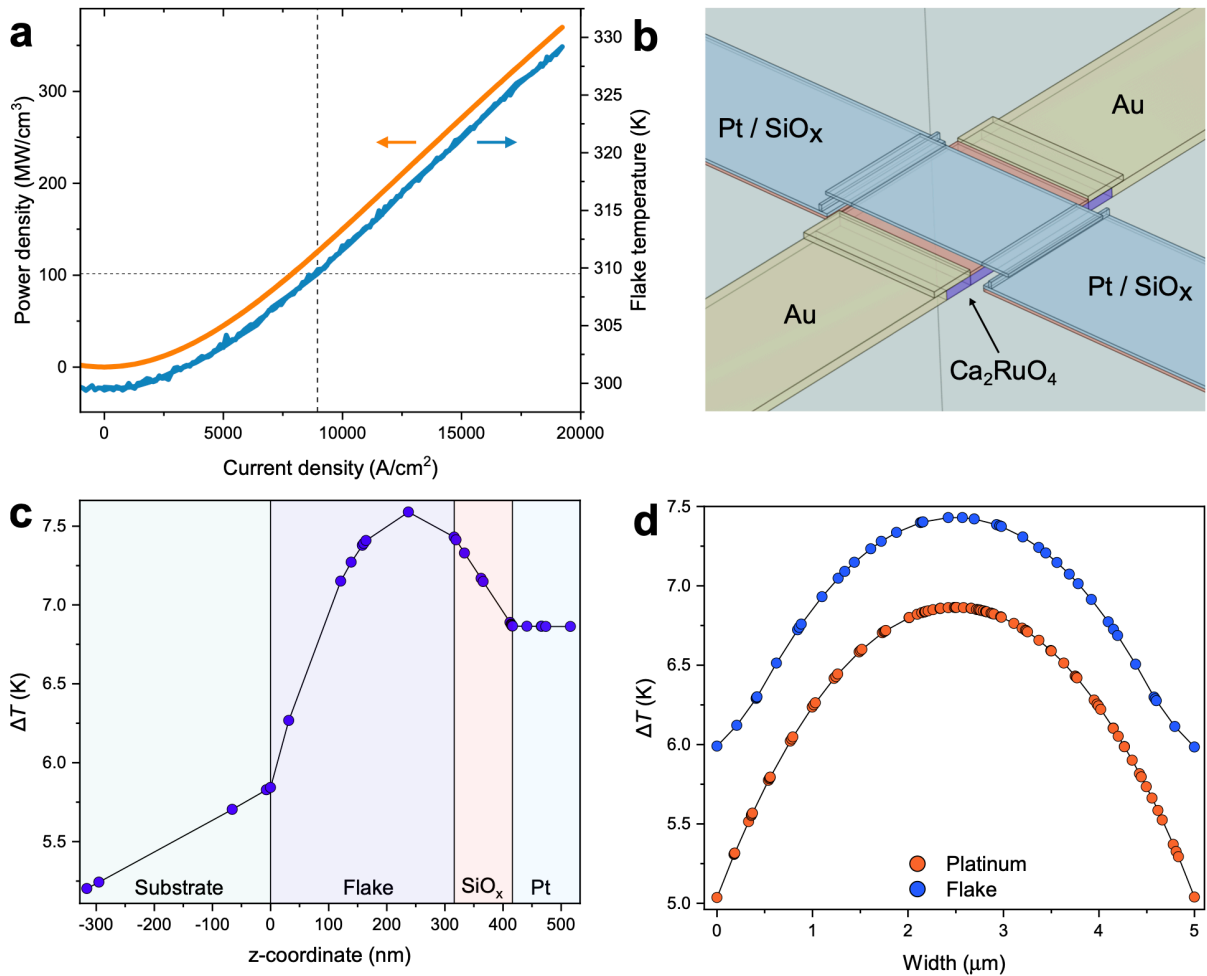 a
Power density (MW/cm³)
300
200
100
0
330
325
320
315
310
305
300
Flake temperature (K)
0 5000 10000 15000 20000
Current density (A/cm²)
b
Pt / SiOX
Au
Au
Pt / SiOX
Ca₂RuO₄
c
ΔT (K)
7.5
7.0
6.5
6.0
5.5
Substrate Flake SiOₓ Pt
-300 -200 -100 0 100 200 300 400 500
z-coordinate (nm)
d
ΔT (K)
7.5
7.0
6.5
6.0
5.5
5.0
Platinum
Flake
0 1 2 3 4 5
Width (μm)